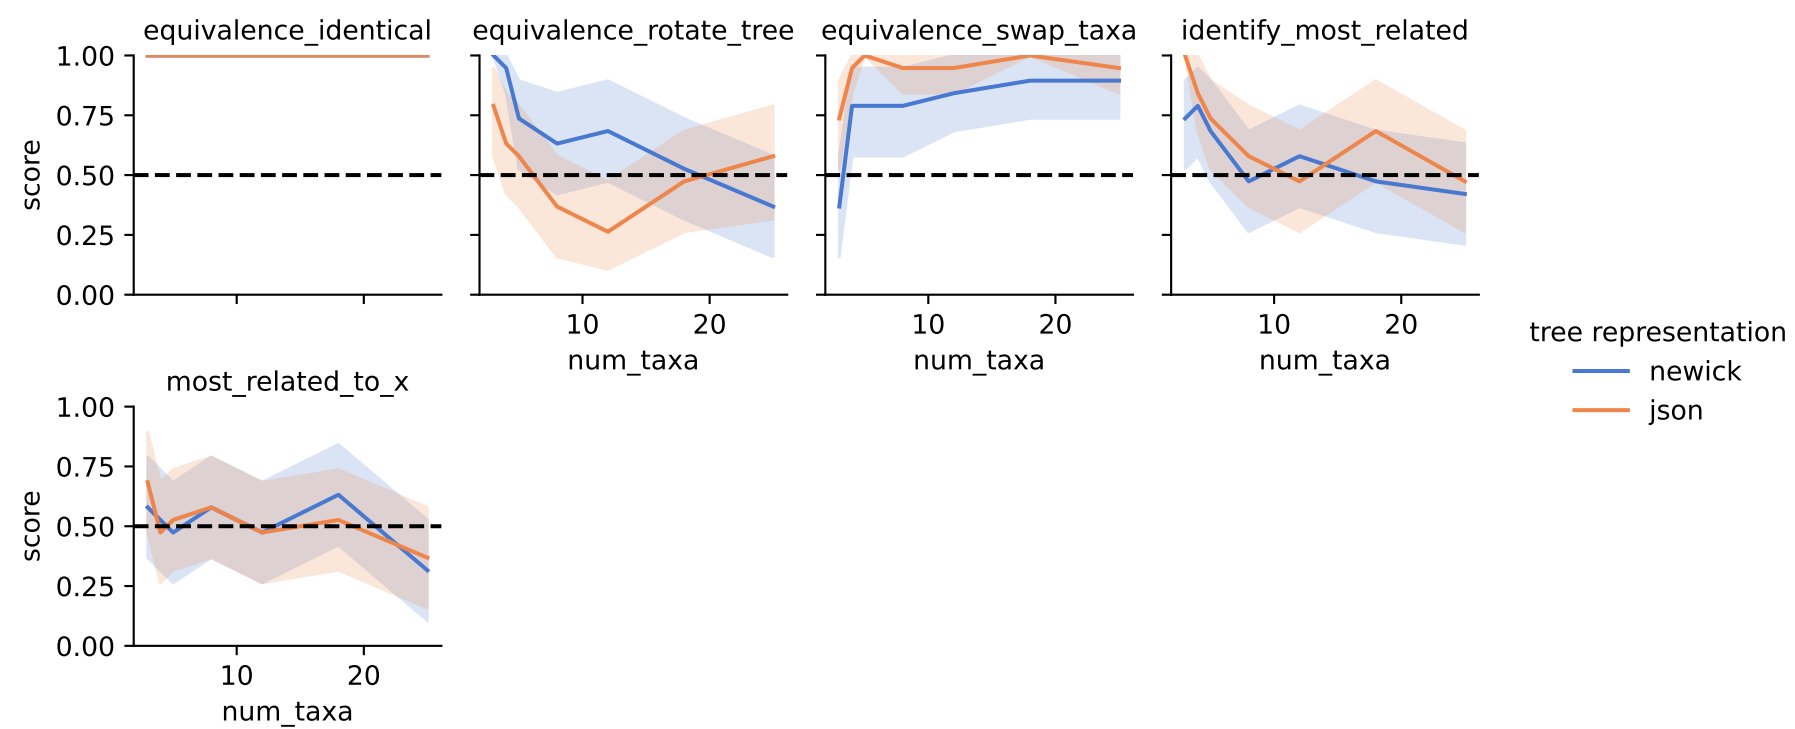 equivalence_identical
equivalence_rotate_tree
equivalence_swap_taxa
identify_most_related
1.00
0.75
0.50
0.25
0.00
score
10
20
num_taxa
10
20
num_taxa
10
20
num_taxa
tree representation
newick
json
most_related_to_x
1.00
0.75
0.50
0.25
0.00
score
10
20
num_taxa